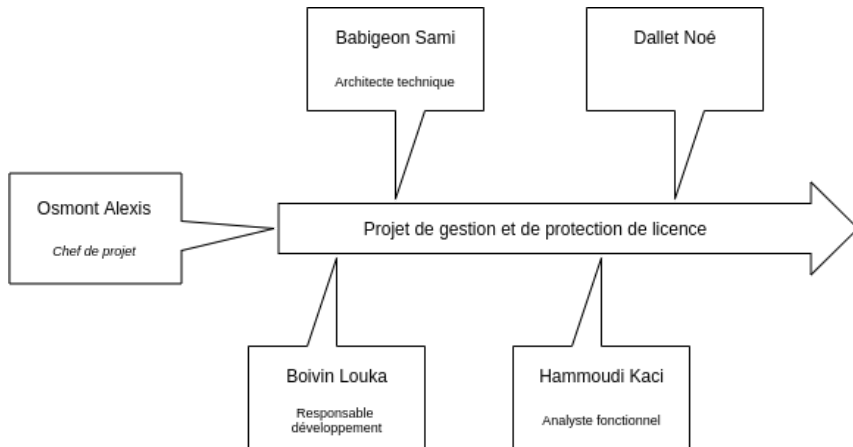 Babigeon Sami
Architecte technique
Dallet Noé
Osmont Alexis
Chef de projet
Projet de gestion et de protection de licence
Boivin Louka
Responsable
développement
Hammoudi Kaci
Analyste fonctionnel